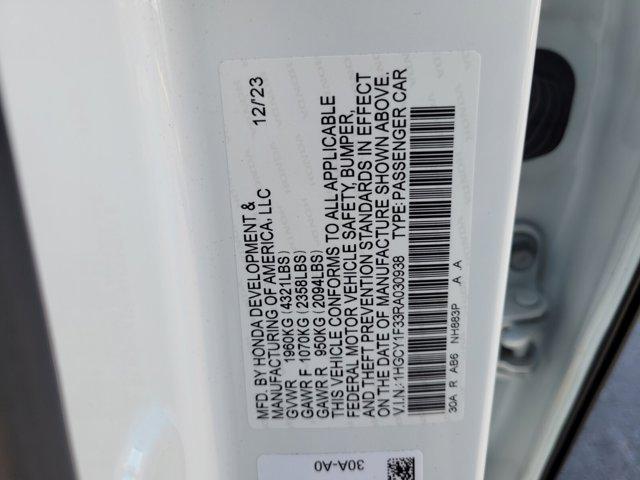 MFD. BY HONDA DEVELOPMENT & 12/'23
MANUFACTURING OF AMERICA, LLC
GVWR 1960KG (4321LBS)
GAWR F 1070KG (2358LBS)
GAWR R 950KG (2094LBS)
THIS VEHICLE CONFORMS TO ALL APPLICABLE
FEDERAL MOTOR VEHICLE SAFETY, BUMPER,
AND THEFT PREVENTION STANDARDS IN EFFECT
ON THE DATE OF MANUFACTURE SHOWN ABOVE.
V.I.N.:1HGCY1F33RA030938 TYPE:PASSENGER CAR
30A R AB6 NH883P A A
30A-A0